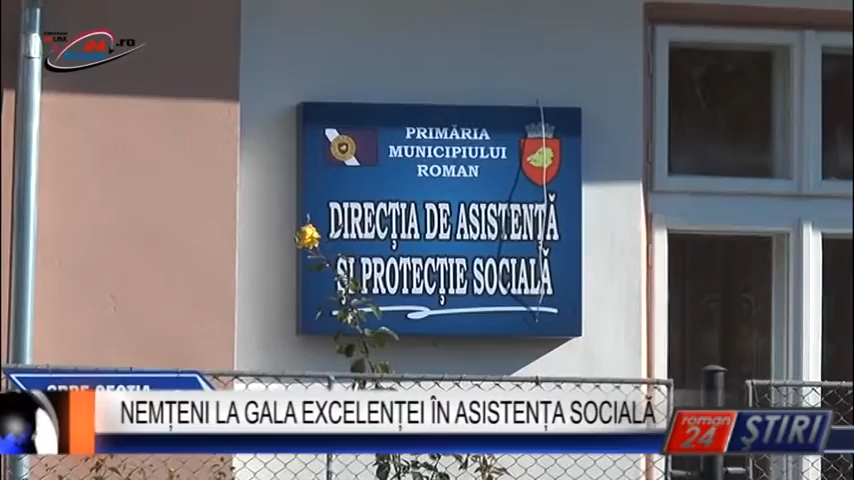 .ro
PRIMĂRIA
MUNICIPIULUI
ROMAN
DIRECȚIA DE ASISTENȚĂ
ȘI PROTECȚIE SOCIALĂ
NEMȚENI LA GALA EXCELENȚEI ÎN ASISTENȚA SOCIALĂ
roman
24
ȘTIRI